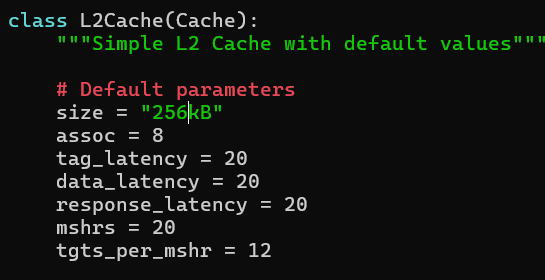 class L2Cache(Cache):
    """Simple L2 Cache with default values"""
    # Default parameters
    size = "256kB"
    assoc = 8
    tag_latency = 20
    data_latency = 20
    response_latency = 20
    mshrs = 20
    tgts_per_mshr = 12